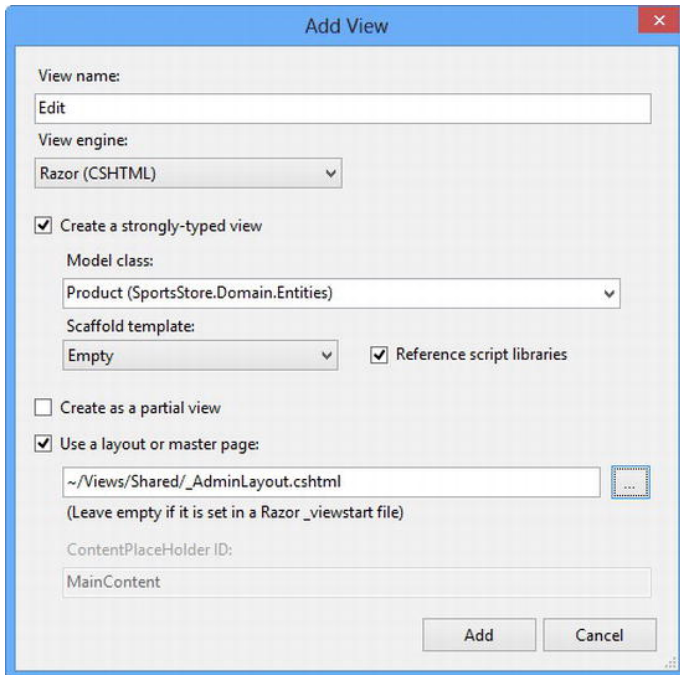 Add View
View name:
Edit
View engine:
Razor (CSHTML)
Create a strongly-typed view
Model class:
Product (SportsStore.Domain.Entities)
Scaffold template:
Empty
Reference script libraries
Create as a partial view
Use a layout or master page:
~/Views/Shared/_AdminLayout.cshtml
...
(Leave empty if it is set in a Razor _viewstart file)
ContentPlaceHolder ID:
MainContent
Add
Cancel